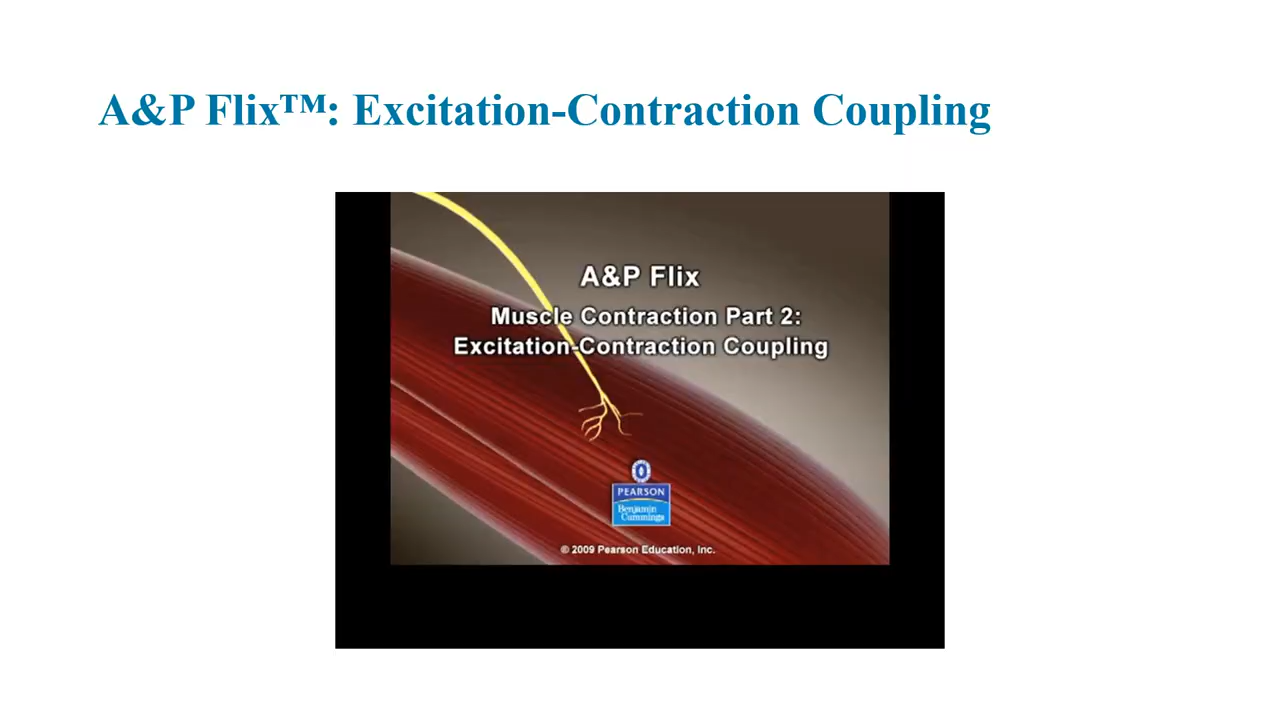 A&P Flix™: Excitation-Contraction Coupling
A&P Flix
Muscle Contraction Part 2:
Excitation-Contraction Coupling
PEARSON
Benjamin
Cummings
© 2009 Pearson Education, Inc.